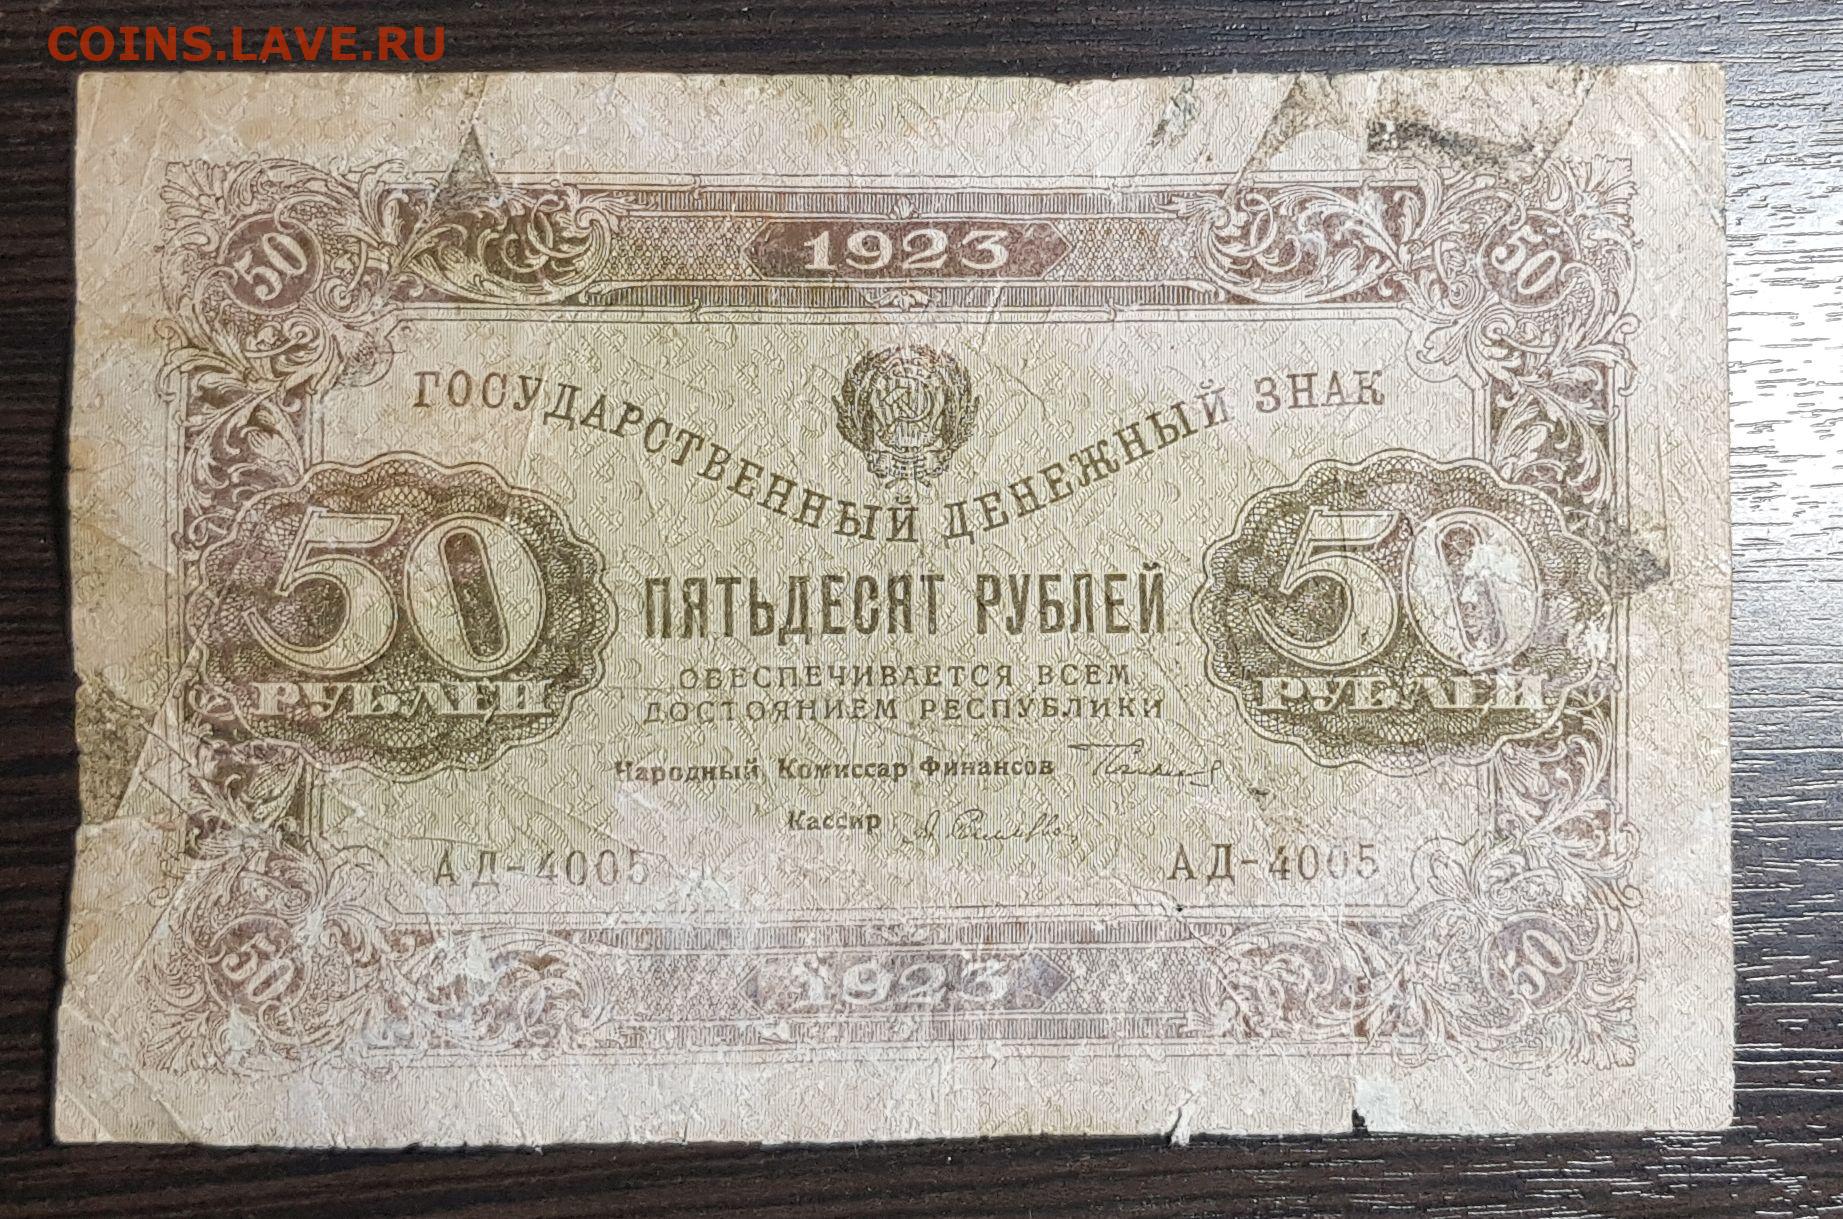 COINS.LAVE.RU
50 1923 50
ГОСУДАРСТВЕННЫЙ ДЕНЕЖНЫЙ ЗНАК
50
РУБЛЕЙ
ПЯТЬДЕСЯТ РУБЛЕЙ
50
РУБЛЕЙ
ОБЕСПЕЧИВАЕТСЯ ВСЕМ
ДОСТОЯНИЕМ РЕСПУБЛИКИ
Народный Комиссар Финансов
Кассир
АД-4005 АД-4005
50 1923 50